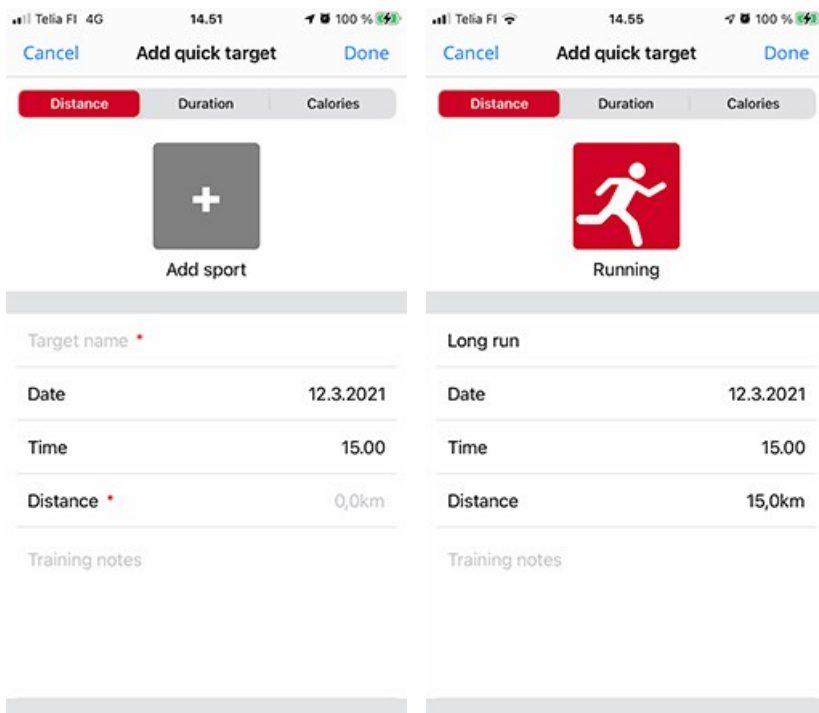 Telia FI 4G 14.51 100 %
Cancel Add quick target Done
Distance Duration Calories
+
Add sport
Target name *
Date 12.3.2021
Time 15.00
Distance * 0,0km
Training notes
Telia FI 14.55 100 %
Cancel Add quick target Done
Distance Duration Calories
Running
Long run
Date 12.3.2021
Time 15.00
Distance 15,0km
Training notes